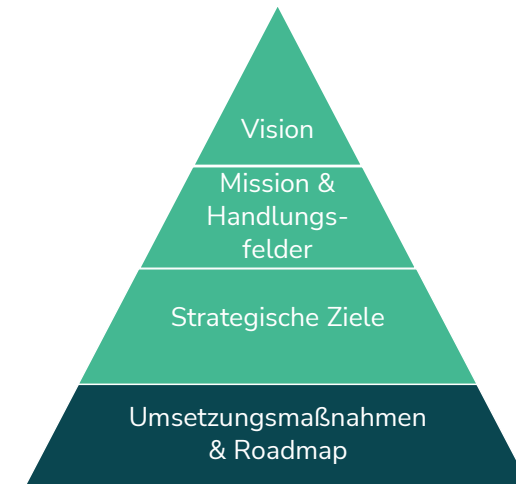 Vision
Mission &
Handlungs-
felder
Strategische Ziele
Umsetzungsmaßnahmen
& Roadmap